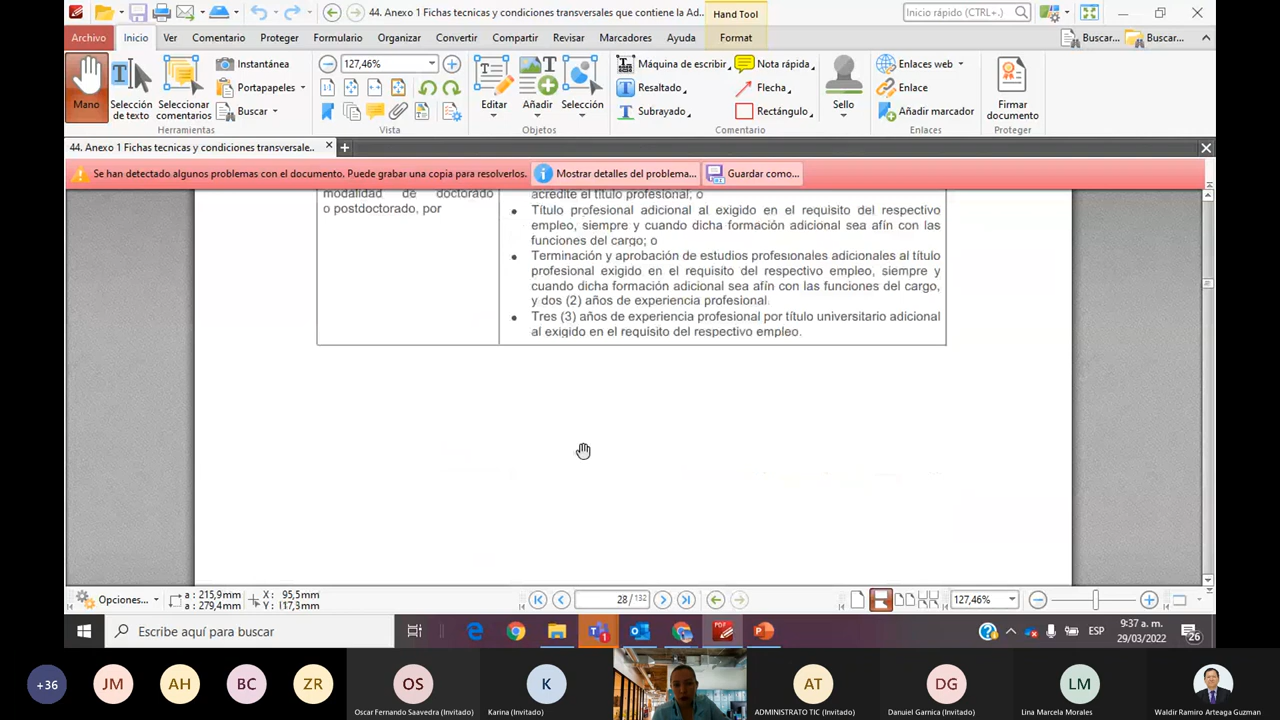 44. Anexo 1 Fichas tecnicas y condiciones transversales que contiene la Ad...
Hand Tool
Inicio rápido (CTRL+.)
Archivo Inicio Ver Comentario Proteger Formulario Organizar Convertir Compartir Revisar Marcadores Ayuda Format Buscar... Buscar...
Mano
Selección de texto
Seleccionar comentarios
Instantánea
Portapapeles
Buscar
Herramientas
127,46%
Vista
Editar
Añadir
Selección
Objetos
Máquina de escribir
Resaltado
Subrayado
Nota rápida
Flecha
Rectángulo
Comentario
Sello
Enlaces web
Enlace
Añadir marcador
Enlaces
Firmar documento
Proteger
44. Anexo 1 Fichas tecnicas y condiciones transversale..
Se han detectado algunos problemas con el documento. Puede grabar una copia para resolverlos.
Mostrar detalles del problema...
Guardar como...
modalidad de doctorado
o postdoctorado, por
acredite el título profesional; o
• Título profesional adicional al exigido en el requisito del respectivo
empleo, siempre y cuando dicha formación adicional sea afín con las
funciones del cargo; o
• Terminación y aprobación de estudios profesionales adicionales al título
profesional exigido en el requisito del respectivo empleo, siempre y
cuando dicha formación adicional sea afín con las funciones del cargo,
y dos (2) años de experiencia profesional.
• Tres (3) años de experiencia profesional por título universitario adicional
al exigido en el requisito del respectivo empleo.
Opciones...
a : 215,9mm
a : 279,4mm
X : 95,5mm
Y : 117,3mm
28 / 132
127,46%
Escribe aquí para buscar
ESP
9:37 a. m.
29/03/2022
26
+36
JM
AH
BC
ZR
OS
Oscar Fernando Saavedra (Invitado)
K
Karina (Invitado)
AT
ADMINISTRATO TIC (Invitado)
DG
Danuiel Garnica (Invitado)
LM
Lina Marcela Morales
Waldir Ramiro Arteaga Guzman